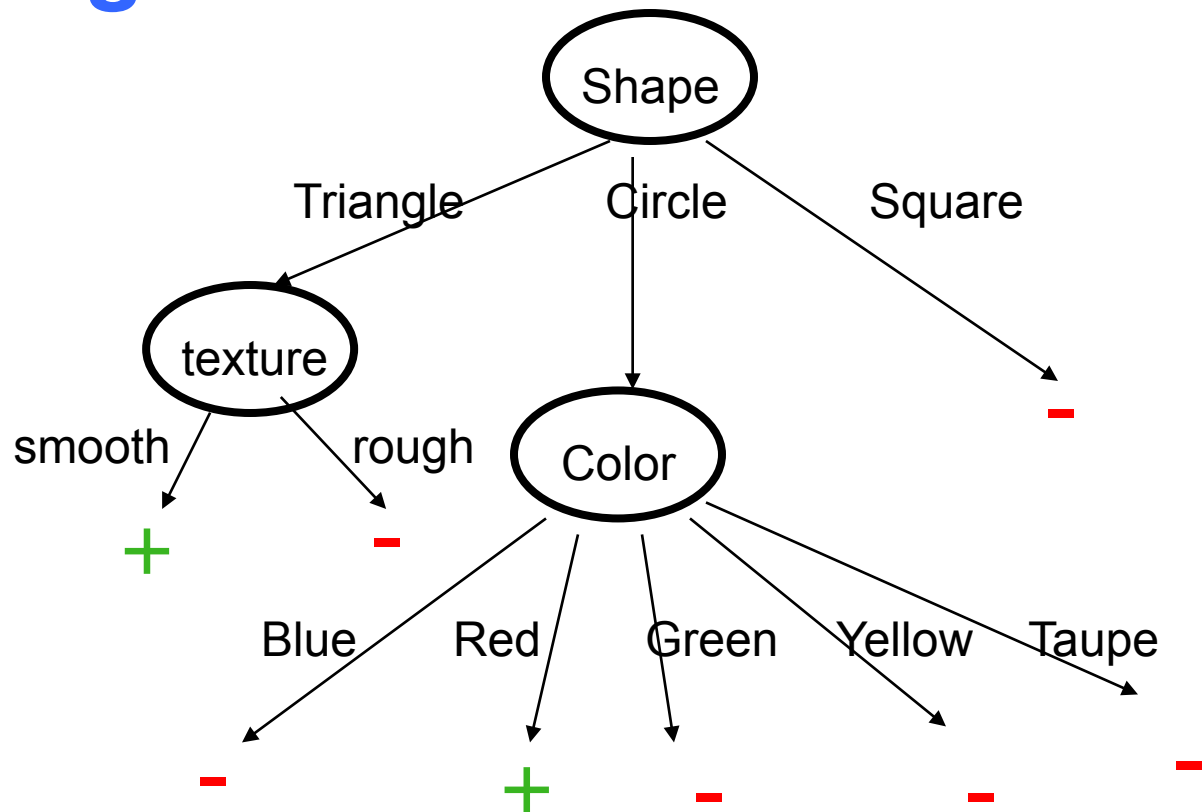 g
Shape
Triangle Circle Square
texture
smooth rough
Color
-
+ -
Blue Red Green Yellow Taupe
- + - - -